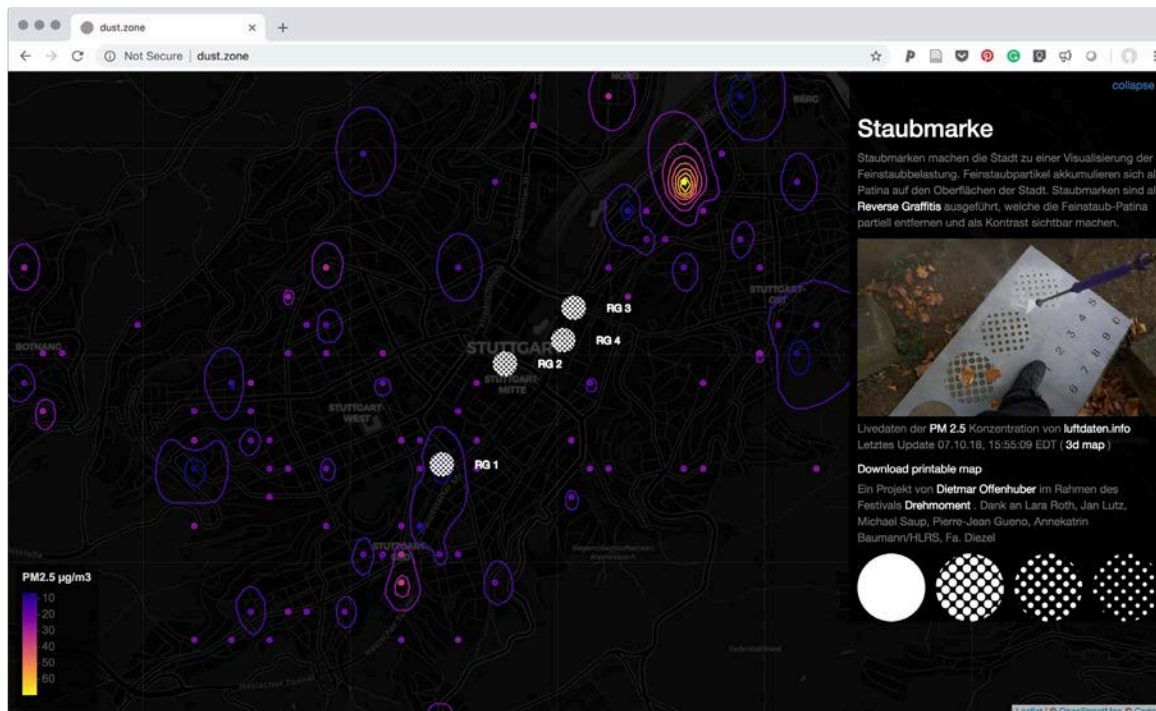 dust.zone
Not Secure | dust.zone
collapse
NORD
BERG
Staubmarke
Staubmarken machen die Stadt zu einer Visualisierung der
Feinstaubbelastung. Feinstaubpartikel akkumulieren sich al
Patina auf den Oberflächen der Stadt. Staubmarken sind al
Reverse Graffitis ausgeführt, welche die Feinstaub-Patina
partiell entfernen und als Kontrast sichtbar machen.
STUTTGART-
OST
RG 3
RG 4
STUTTGART
BOTNANG
RG 2
STUTTGART-
MITTE
STUTTGART-
WEST
RG 1
Livedaten der PM 2.5 Konzentration von luftdaten.info
Letztes Update 07.10.18, 15:55:09 EDT ( 3d map )
Download printable map
Ein Projekt von Dietmar Offenhuber im Rahmen des
Festivals Drehmoment . Dank an Lara Roth, Jan Lutz,
Michael Saup, Pierre-Jean Gueno, Annekatrin
Baumann/HLRS, Fa. Diezel
STUTTGART-
SÜD
PM2.5 µg/m3
10
20
30
40
50
60
Leaflet | © OpenStreetMap ©